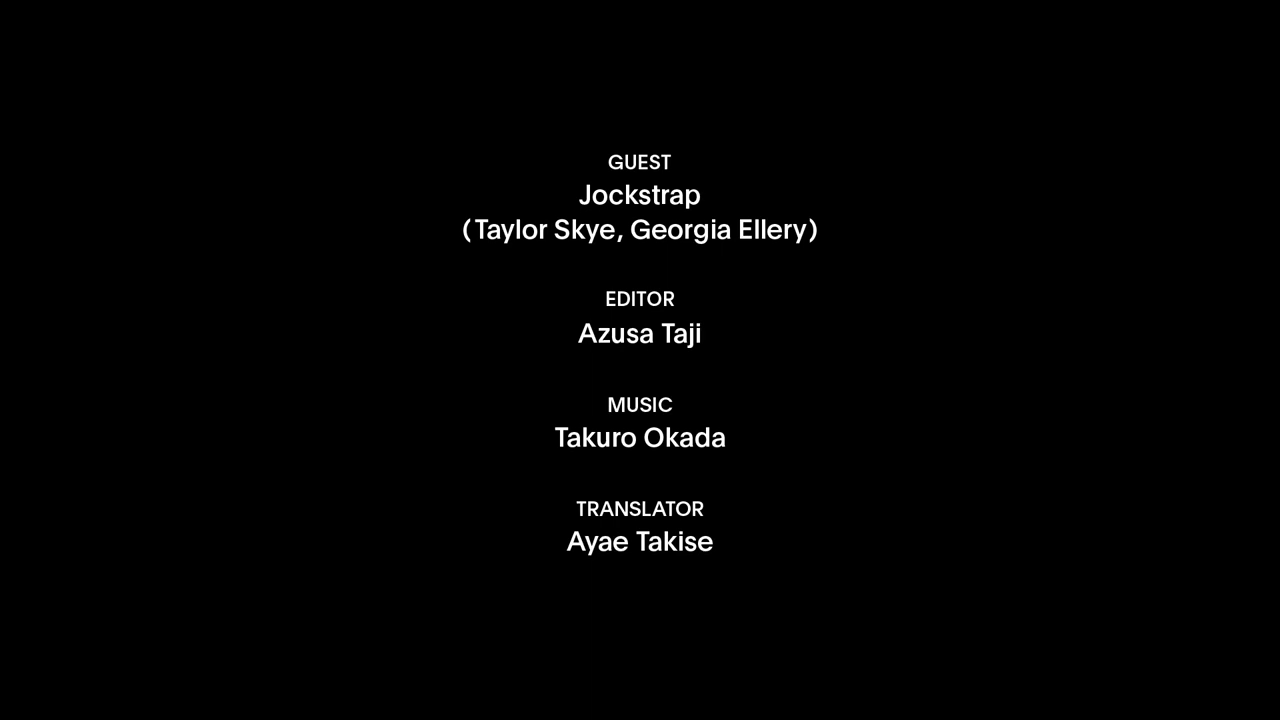 GUEST
Jockstrap
(Taylor Skye, Georgia Ellery)
EDITOR
Azusa Taji
MUSIC
Takuro Okada
TRANSLATOR
Ayae Takise